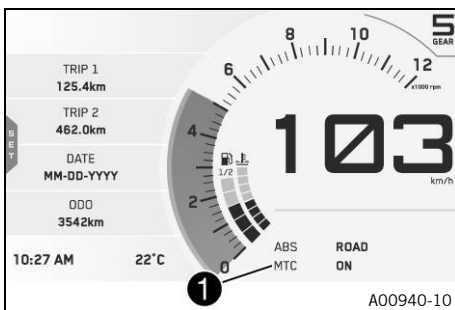 5
GEAR
TRIP 1
125.4km
TRIP 2
462.0km
DATE
MM-DD-YYYY
ODO
3542km
SET
10:27 AM 22°C
0
2
4
6
8
10
12
x1000 rpm
1/2
103
km/h
ABS ROAD
MTC ON
1
A00940-10